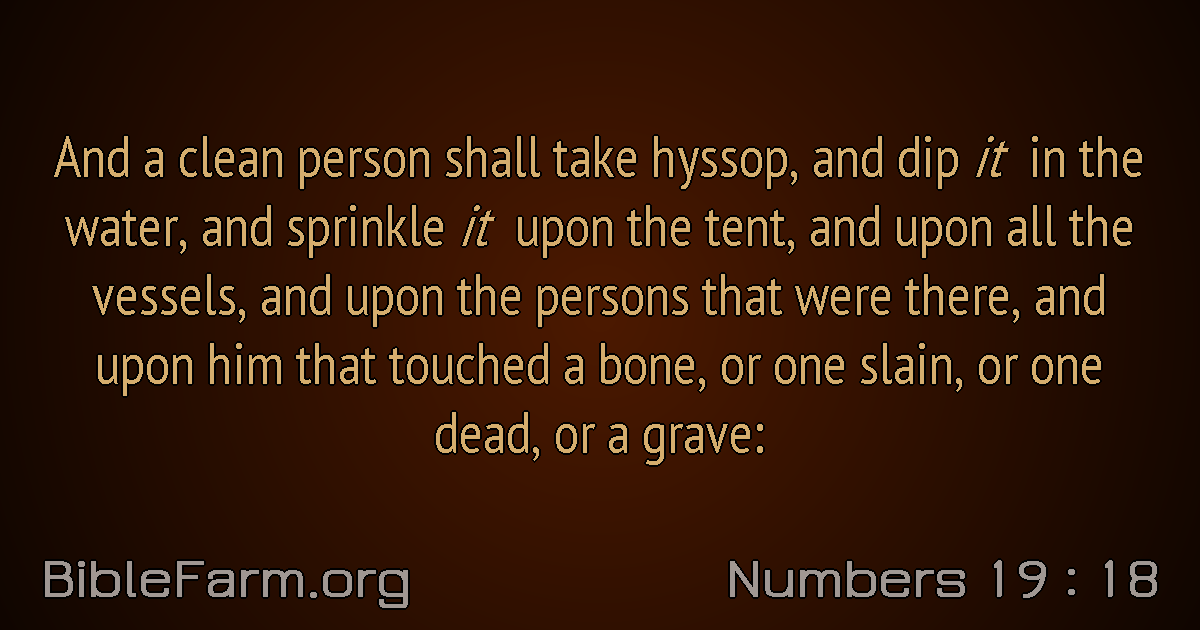 And a clean person shall take hyssop, and dip it in the
water, and sprinkle it upon the tent, and upon all the
vessels, and upon the persons that were there, and
upon him that touched a bone, or one slain, or one
dead, or a grave:
BibleFarm.org
Numbers 19 : 18